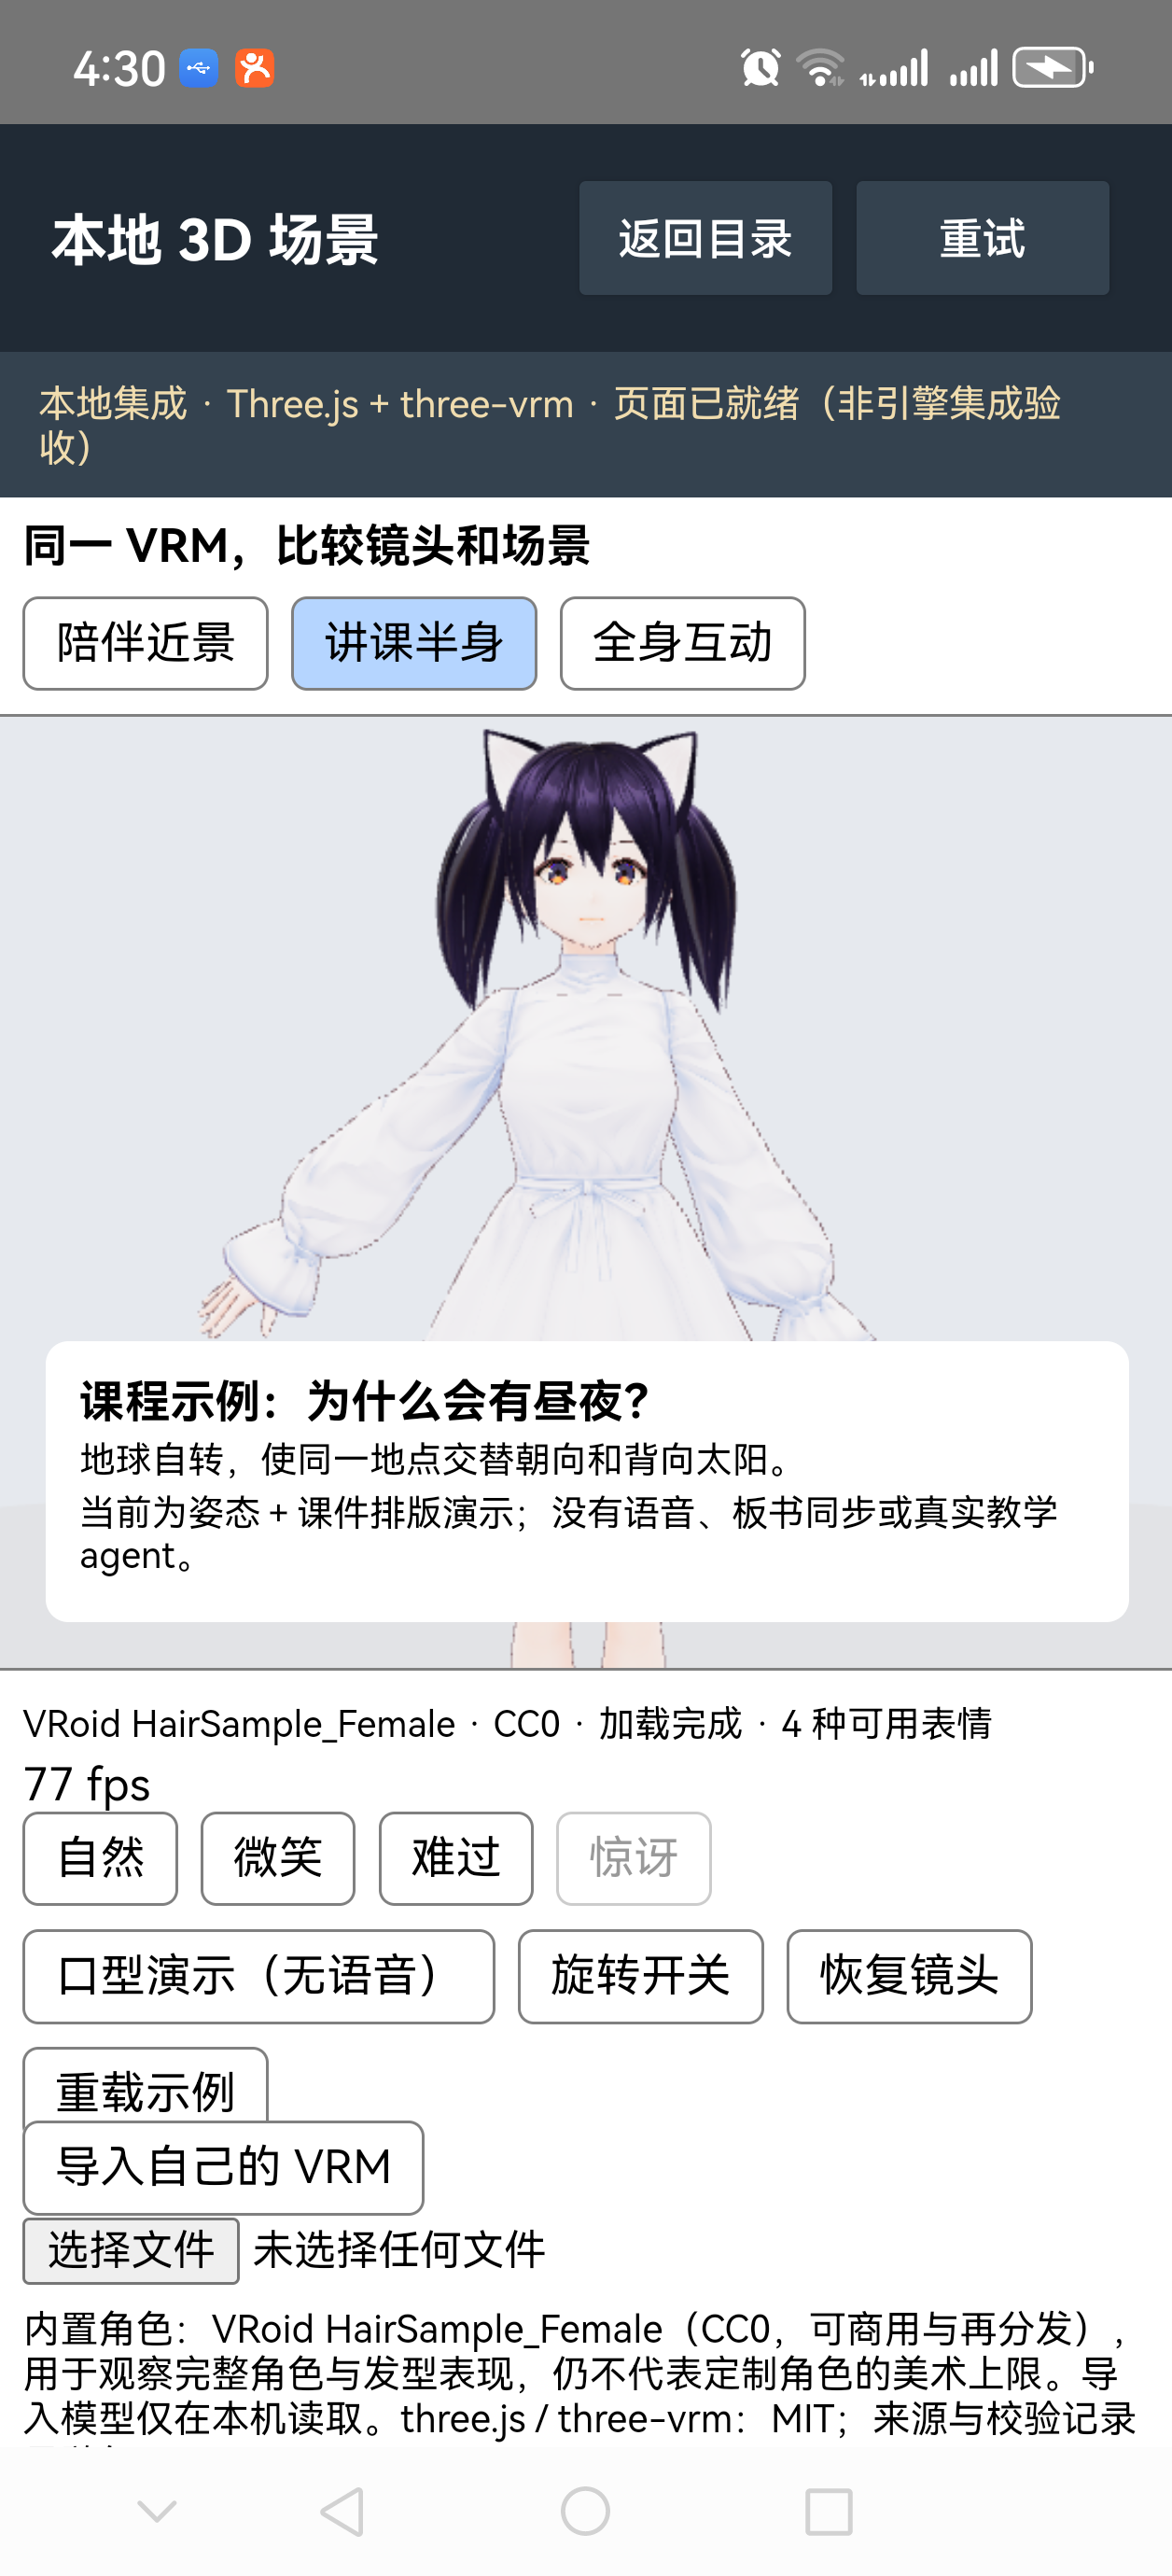 4:30
本地 3D 场景
返回目录
重试
本地集成 · Three.js + three-vrm · 页面已就绪（非引擎集成验
收）
同一 VRM，比较镜头和场景
陪伴近景
讲课半身
全身互动
课程示例：为什么会有昼夜？
地球自转，使同一地点交替朝向和背向太阳。
当前为姿态 + 课件排版演示；没有语音、板书同步或真实教学
agent。
VRoid HairSample_Female · CC0 · 加载完成 · 4 种可用表情
77 fps
自然
微笑
难过
惊讶
口型演示（无语音）
旋转开关
恢复镜头
重载示例
导入自己的 VRM
选择文件 未选择任何文件
内置角色：VRoid HairSample_Female（CC0，可商用与再分发），
用于观察完整角色与发型表现，仍不代表定制角色的美术上限。导
入模型仅在本机读取。three.js / three-vrm：MIT；来源与校验记录